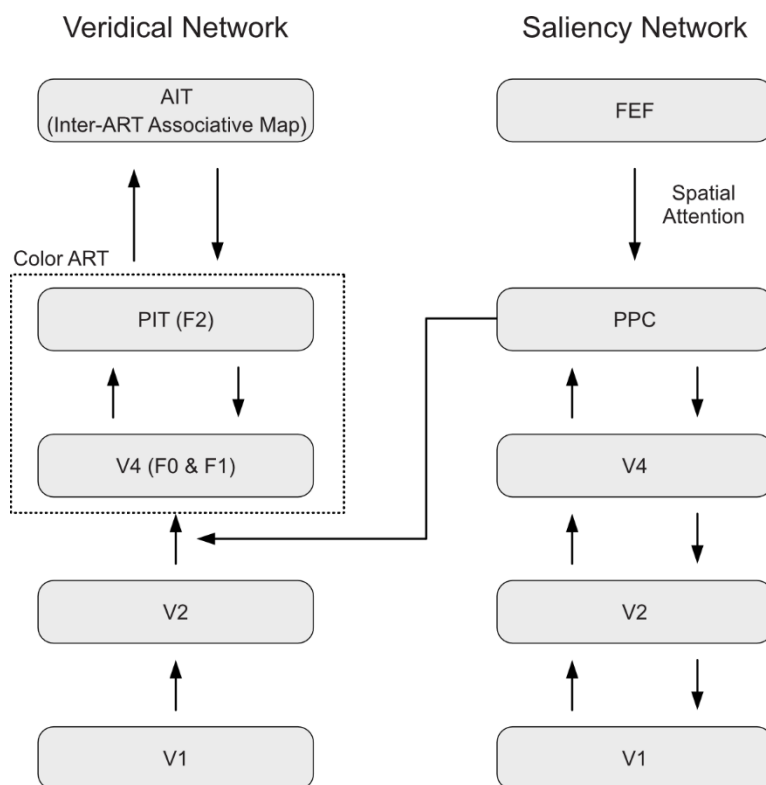 Veridical Network
Saliency Network
AIT
(Inter-ART Associative Map)
FEF
Spatial
Attention
Color ART
PIT (F2)
PPC
V4 (F0 & F1)
V4
V2
V2
V1
V1